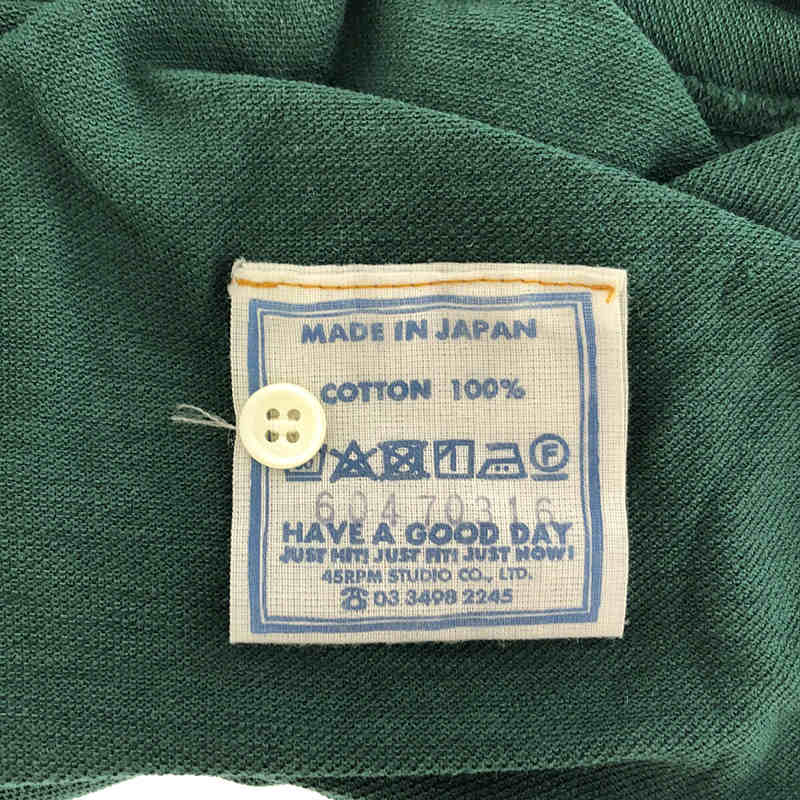 MADE IN JAPAN
COTTON 100%
F
60470316
HAVE A GOOD DAY
JUST HIT! JUST FIT! JUST NOW!
45RPM STUDIO CO., LTD.
☎ 03 3498 2245